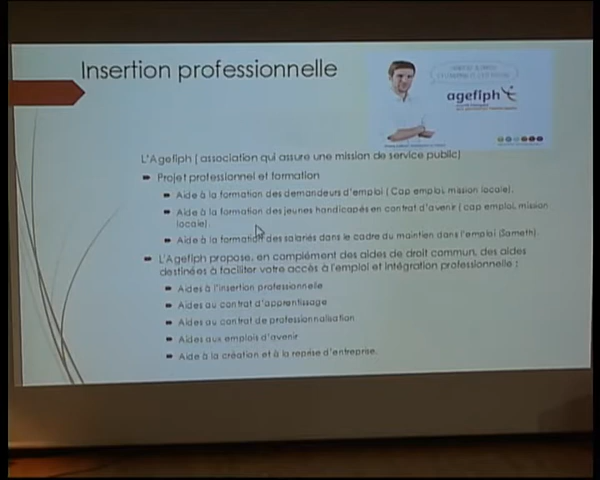 Insertion professionnelle
agefiph
L'Agefiph ( association qui assure une mission de service public)
Projet professionnel et formation
Aide à la formation des demandeurs d'emploi ( Cap emploi, mission locale).
Aide à la formation des jeunes handicapés en contrat d'avenir ( cap emploi, mission
locale).
Aide à la formation des salariés dans le cadre du maintien dans l'emploi (Sameth).
L'Agefiph propose, en complément des aides de droit commun, des aides
destinées à faciliter votre accès à l'emploi et intégration professionnelle :
Aides à l'insertion professionnelle
Aides au contrat d'apprentissage
Aides au contrat de professionnalisation
Aides aux emplois d'avenir
Aide à la création et à la reprise d'entreprise.